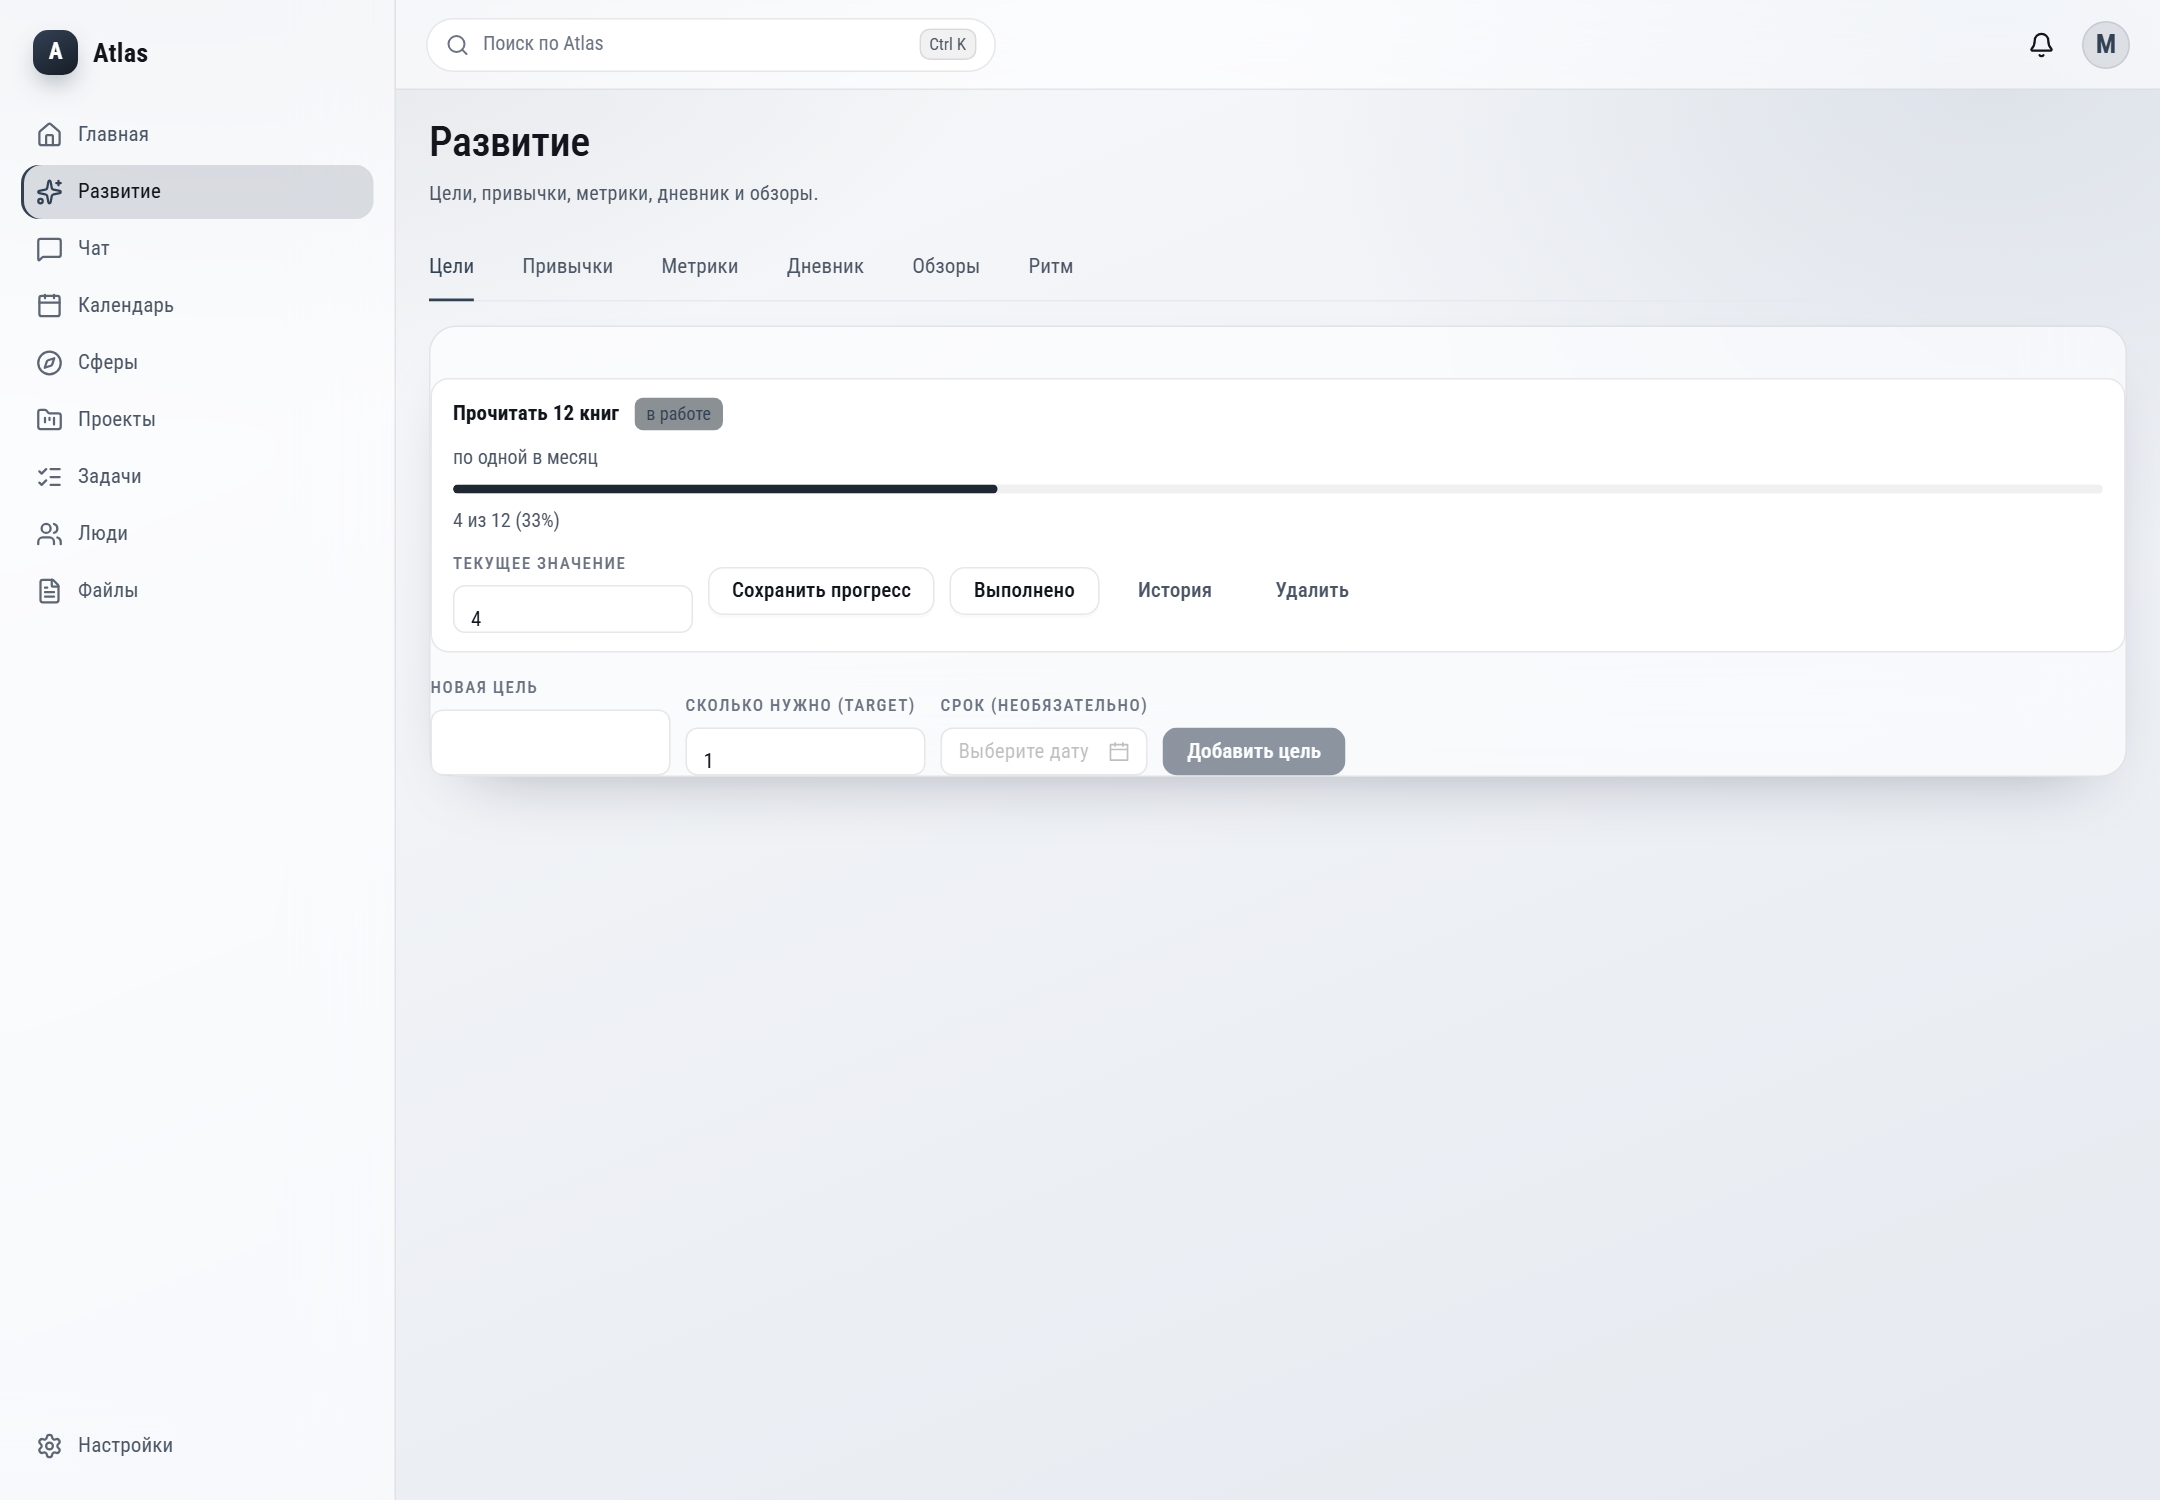 A
Atlas
Поиск по Atlas
Ctrl K
M
Главная
Развитие
Чат
Календарь
Сферы
Проекты
Задачи
Люди
Файлы
Настройки
Развитие
Цели, привычки, метрики, дневник и обзоры.
Цели Привычки Метрики Дневник Обзоры Ритм
Прочитать 12 книг в работе
по одной в месяц
4 из 12 (33%)
ТЕКУЩЕЕ ЗНАЧЕНИЕ
4
Сохранить прогресс Выполнено История Удалить
НОВАЯ ЦЕЛЬ
СКОЛЬКО НУЖНО (TARGET)
1
СРОК (НЕОБЯЗАТЕЛЬНО)
Выберите дату
Добавить цель